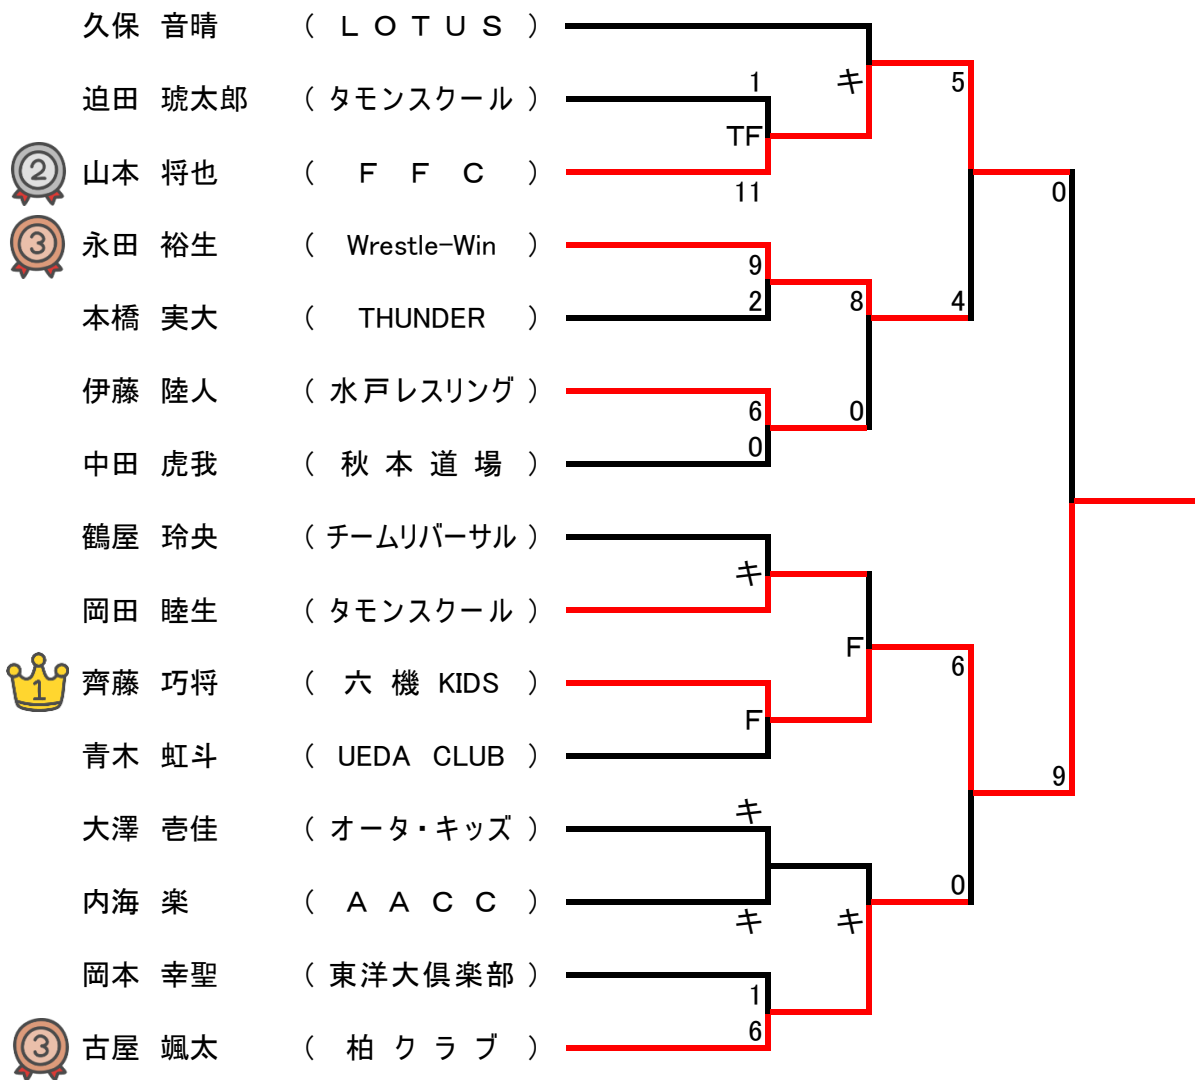 久保 音晴 ( L O T U S ) 
1 キ 5
迫田 琥太郎 ( タモンスクール )
TF
② 山本 将也 ( F F C )
11 0
③ 永田 裕生 ( Wrestle-Win )
9
2 8 4
本橋 実大 ( THUNDER )
伊藤 陸人 ( 水戸レスリング )
6 0
0
中田 虎我 ( 秋本道場 )
鶴屋 玲央 ( チームリバーサル )
キ
岡田 睦生 ( タモンスクール )
F 6
1 齊藤 巧将 ( 六機 KIDS )
F
青木 虹斗 ( UEDA CLUB )
9
キ
大澤 壱佳 ( オータ・キッズ )
0
内海 楽 ( A A C C )
キ キ
岡本 幸聖 ( 東洋大倶楽部 )
1
6
③ 古屋 颯太 ( 柏クラブ )